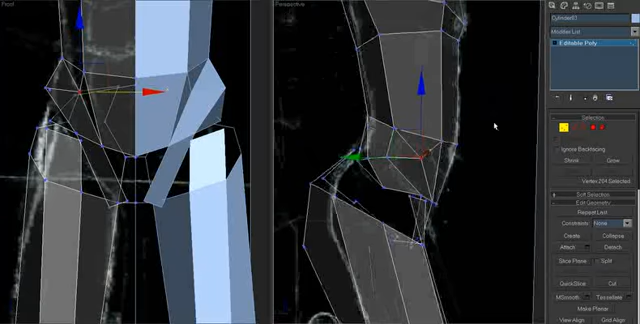 Front
Perspective
Cylinder01
Modifier List
Editable Poly
Selection
Ignore Backfacing
Shrink
Grow
Vertex 204 Selected
Soft Selection
Edit Geometry
Repeat Last
Constraints:
None
Create
Collapse
Attach
Detach
Slice Plane
Split
QuickSlice
Cut
MSmooth
Tessellate
Make Planar
View Align
Grid Align